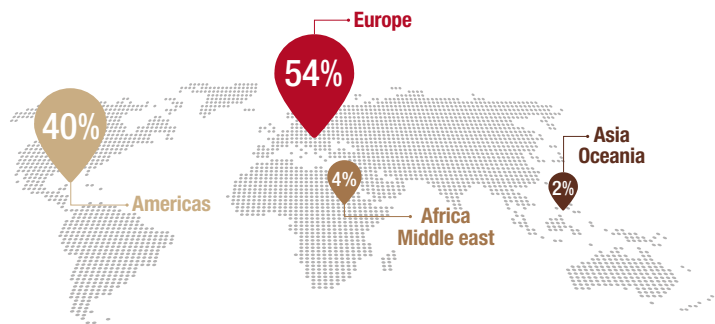 Europe
54%
40%
Americas
4%
Africa
Middle east
Asia
Oceania
2%